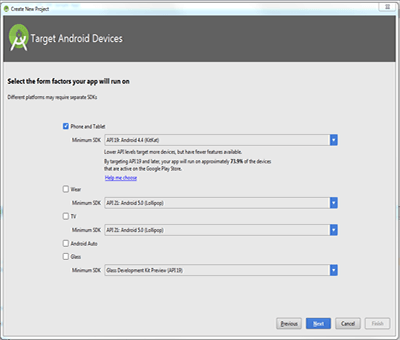 Create New Project
Target Android Devices
Select the form factors your app will run on
Different platforms may require separate SDKs
Phone and Tablet
Minimum SDK API 19: Android 4.4 (KitKat)
Lower API levels target more devices, but have fewer features available.
By targeting API 19 and later, your app will run on approximately 73.9% of the devices
that are active on the Google Play Store.
Help me choose
Wear
Minimum SDK API 21: Android 5.0 (Lollipop)
TV
Minimum SDK API 21: Android 5.0 (Lollipop)
Android Auto
Glass
Minimum SDK Glass Development Kit Preview (API 19)
Previous Next Cancel Finish